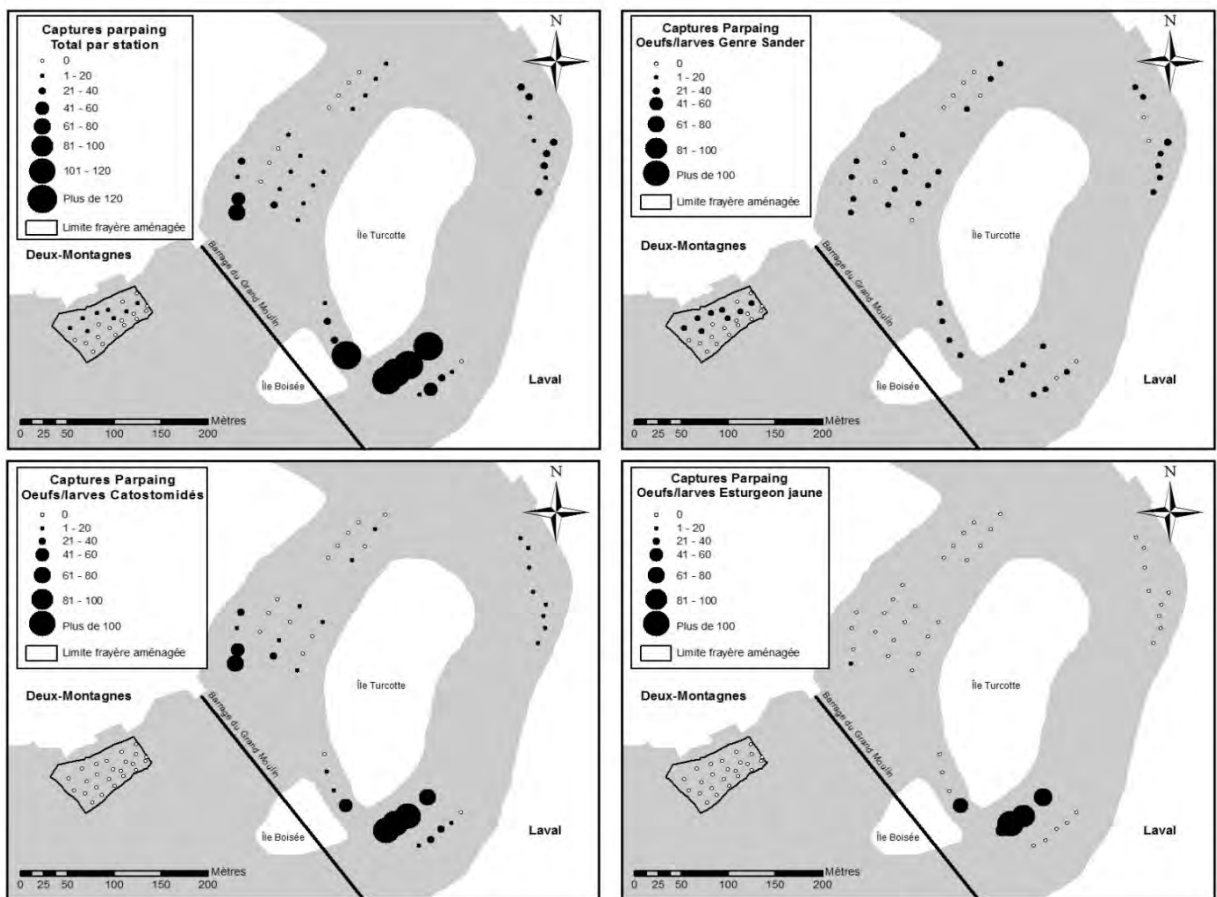 Captures parpaing
Total par station
0
1 - 20
21 - 40
41 - 60
61 - 80
81 - 100
101 - 120
Plus de 120
Limite frayère aménagée
N
Île Turcotte
Deux-Montagnes
Barrage du Grand Moulin
Île Boisée
Laval
Mètres
0 25 50 100 150 200
Captures Parpaing
Oeufs/larves Genre Sander
0
1 - 20
21 - 40
41 - 60
61 - 80
81 - 100
Plus de 100
Limite frayère aménagée
N
Île Turcotte
Deux-Montagnes
Barrage du Grand Moulin
Île Boisée
Laval
Mètres
0 25 50 100 150 200
Captures Parpaing
Oeufs/larves Catostomidés
0
1 - 20
21 - 40
41 - 60
61 - 80
81 - 100
Plus de 100
Limite frayère aménagée
N
Île Turcotte
Deux-Montagnes
Barrage du Grand Moulin
Île Boisée
Laval
Mètres
0 25 50 100 150 200
Captures Parpaing
Oeufs/larves Esturgeon jaune
0
1 - 20
21 - 40
41 - 60
61 - 80
81 - 100
Plus de 100
Limite frayère aménagée
N
Île Turcotte
Deux-Montagnes
Barrage du Grand Moulin
Île Boisée
Laval
Mètres
0 25 50 100 150 200